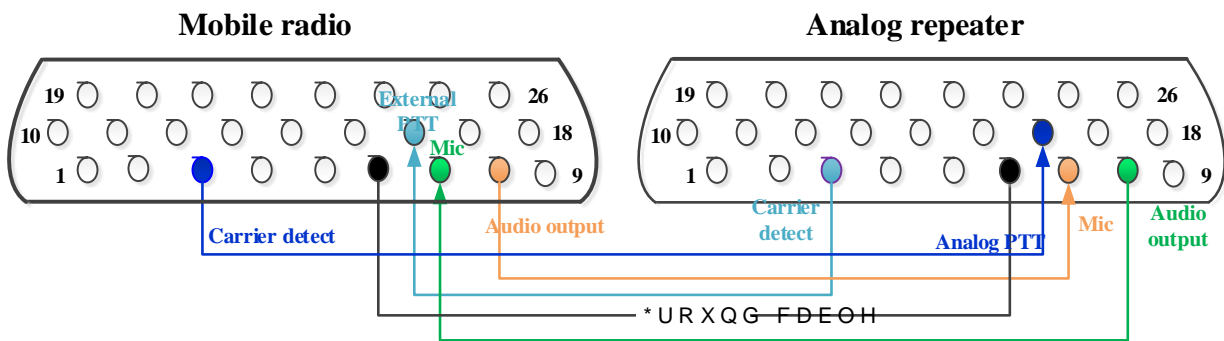 Mobile radio
Analog repeater
19
26
19
26
External
PTT
10
18
10
18
Mic
1
9
1
9
Carrier detect
Audio output
Carrier
detect
Analog PTT
Mic
Audio
output
*URXQG FDEOH